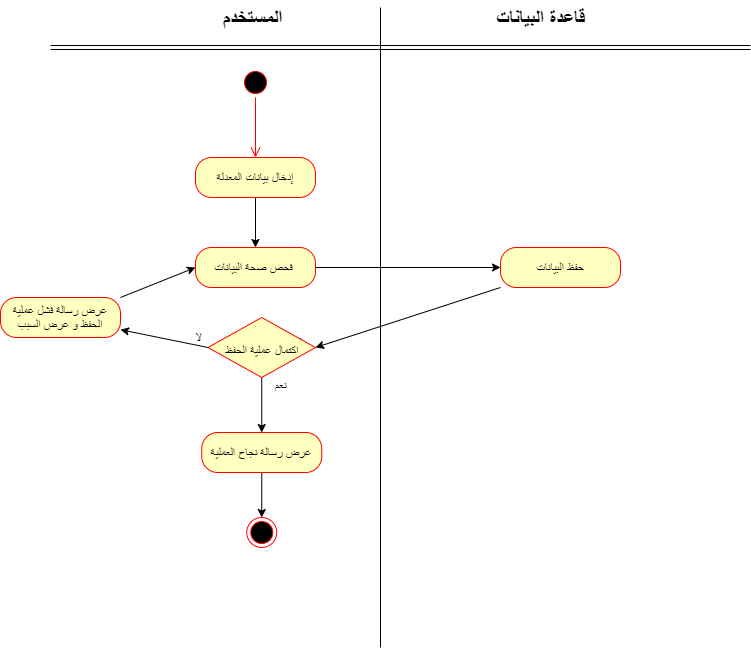 المستخدم
قاعدة البيانات
إدخال بيانات المعدلة
فحص صحة البيانات
حفظ البيانات
عرض رسالة فشل عملية
الحفظ و عرض السبب
لا
اكتمال عملية الحفظ
نعم
عرض رسالة نجاح العملية